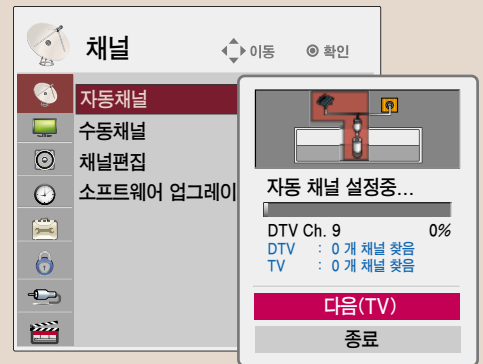 채널
이동
확인
자동채널
수동채널
채널편집
소프트웨어 업그레이
자동 채널 설정중...
DTV Ch. 9 0%
DTV : 0 개 채널 찾음
TV : 0 개 채널 찾음
다음(TV)
종료